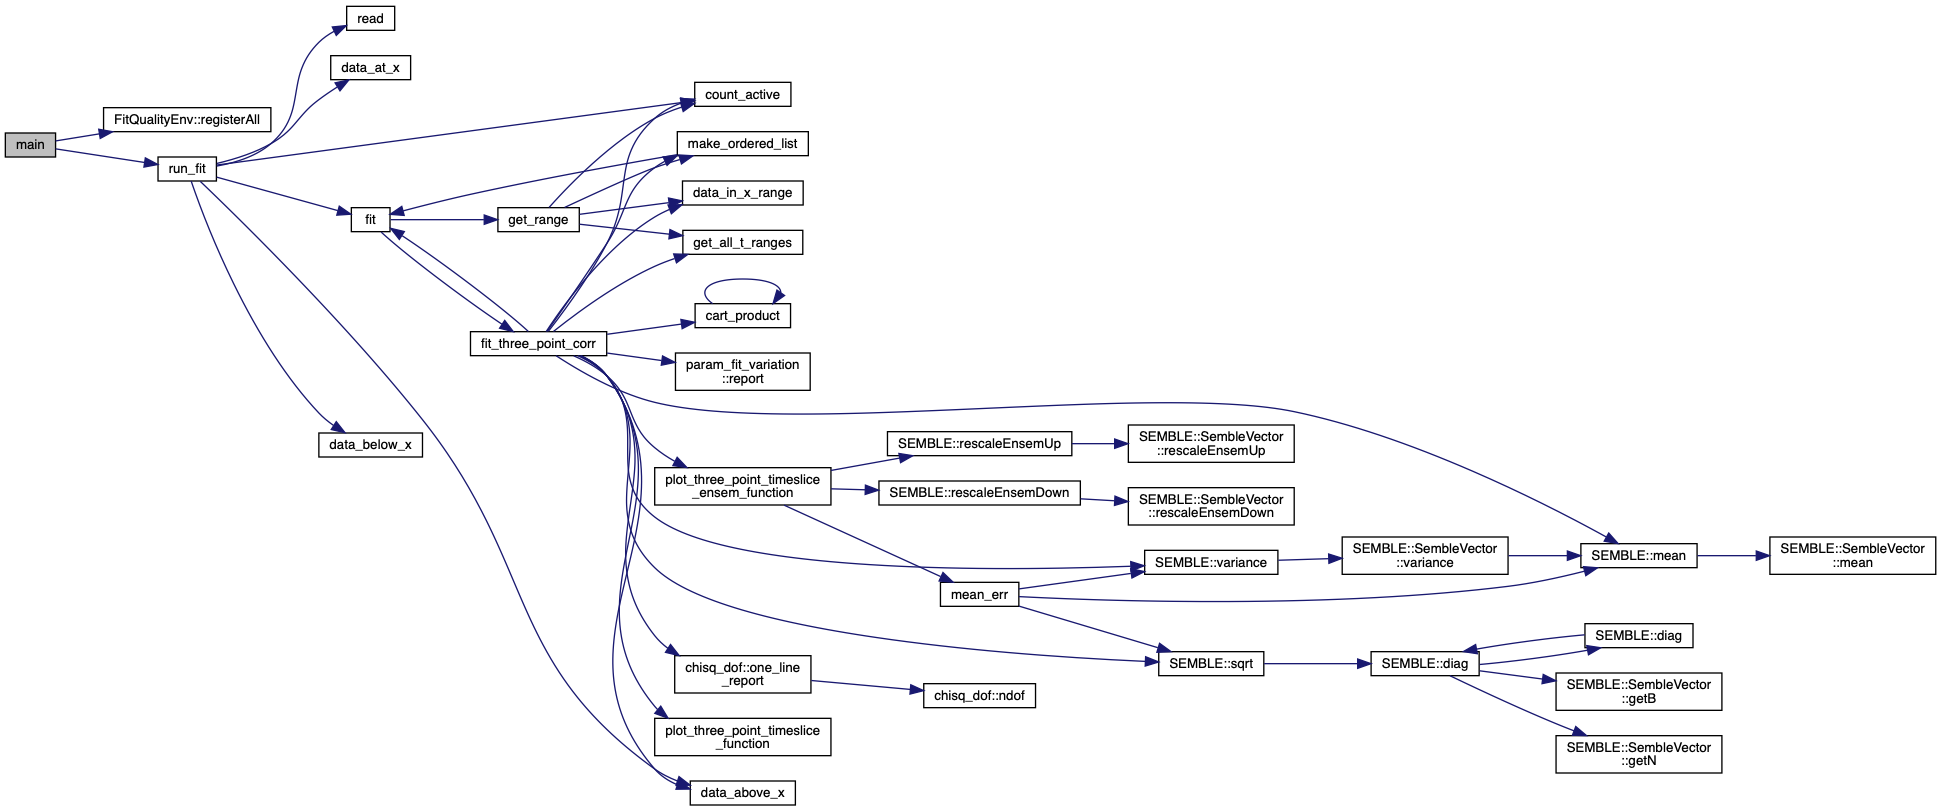 read
data_at_x
count_active
FitQualityEnv::registerAll
main
make_ordered_list
run_fit
data_in_x_range
fit
get_range
get_all_t_ranges
cart_product
fit_three_point_corr
param_fit_variation
::report
data_below_x
SEMBLE::rescaleEnsemUp
SEMBLE::SembleVector
::rescaleEnsemUp
plot_three_point_timeslice
_ensem_function
SEMBLE::rescaleEnsemDown
SEMBLE::SembleVector
::rescaleEnsemDown
SEMBLE::variance
SEMBLE::SembleVector
::variance
SEMBLE::mean
SEMBLE::SembleVector
::mean
mean_err
SEMBLE::diag
SEMBLE::sqrt
SEMBLE::diag
chisq_dof::one_line
_report
chisq_dof::ndof
SEMBLE::SembleVector
::getB
plot_three_point_timeslice
_function
SEMBLE::SembleVector
::getN
data_above_x